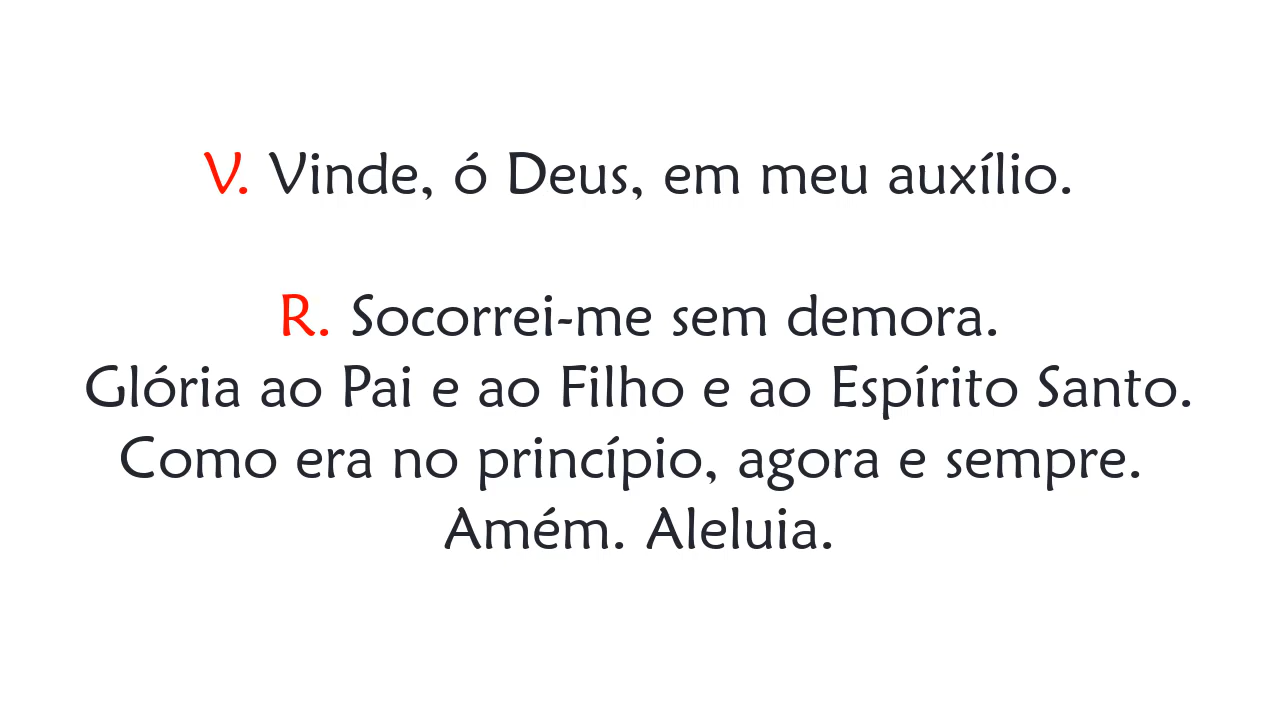 V. Vinde, ó Deus, em meu auxílio.
R. Socorrei-me sem demora.
Glória ao Pai e ao Filho e ao Espírito Santo.
Como era no princípio, agora e sempre.
Amém. Aleluia.